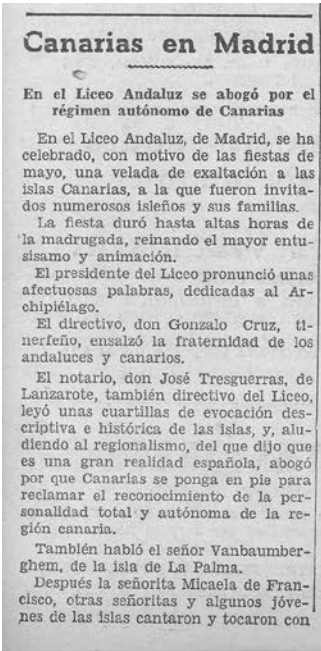 Canarias en Madrid
En el Liceo Andaluz se abogó por el
régimen autónomo de Canarias
En el Liceo Andaluz, de Madrid, se ha
celebrado, con motivo de las fiestas de
mayo, una velada de exaltación a las
islas Canarias, a la que fueron invita-
dos numerosos isleños y sus familias.
La fiesta duró hasta altas horas de
la madrugada, reinando el mayor entu-
sisamo y animación.
El presidente del Liceo pronunció unas
afectuosas palabras, dedicadas al Ar-
chipiélago.
El directivo, don Gonzalo Cruz, ti-
nerfeño, ensalzó la fraternidad de los
andaluces y canarios.
El notario, don José Tresguerras, de
Lanzarote, también directivo del Liceo,
leyó unas cuartillas de evocación des-
criptiva e histórica de las islas, y, alu-
diendo al regionalismo, del que dijo que
es una gran realidad española, abogó
por que Canarias se ponga en pie para
reclamar el reconocimiento de la per-
sonalidad total y autónoma de la re-
gión canaria.
También habló el señor Vanbaumber-
ghem, de la isla de La Palma.
Después la señorita Micaela de Fran-
cisco, otras señoritas y algunos jóve-
nes de las islas cantaron y tocaron con